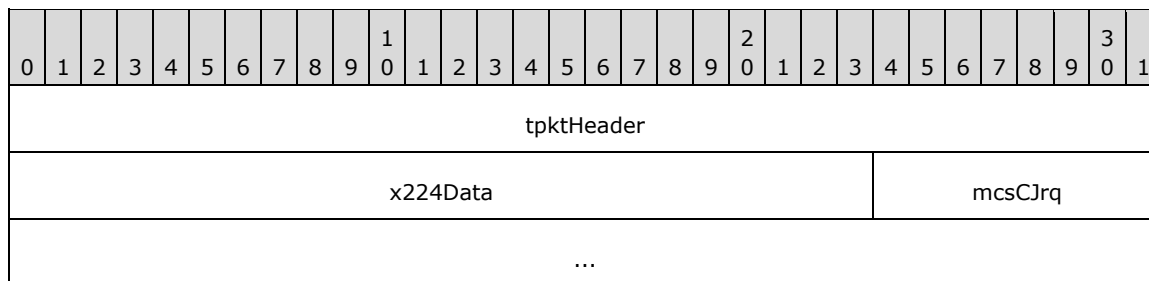 1 2 3
0 1 2 3 4 5 6 7 8 9 0 1 2 3 4 5 6 7 8 9 0 1 2 3 4 5 6 7 8 9 0 1
tpktHeader
x224Data mcsCJrq
...